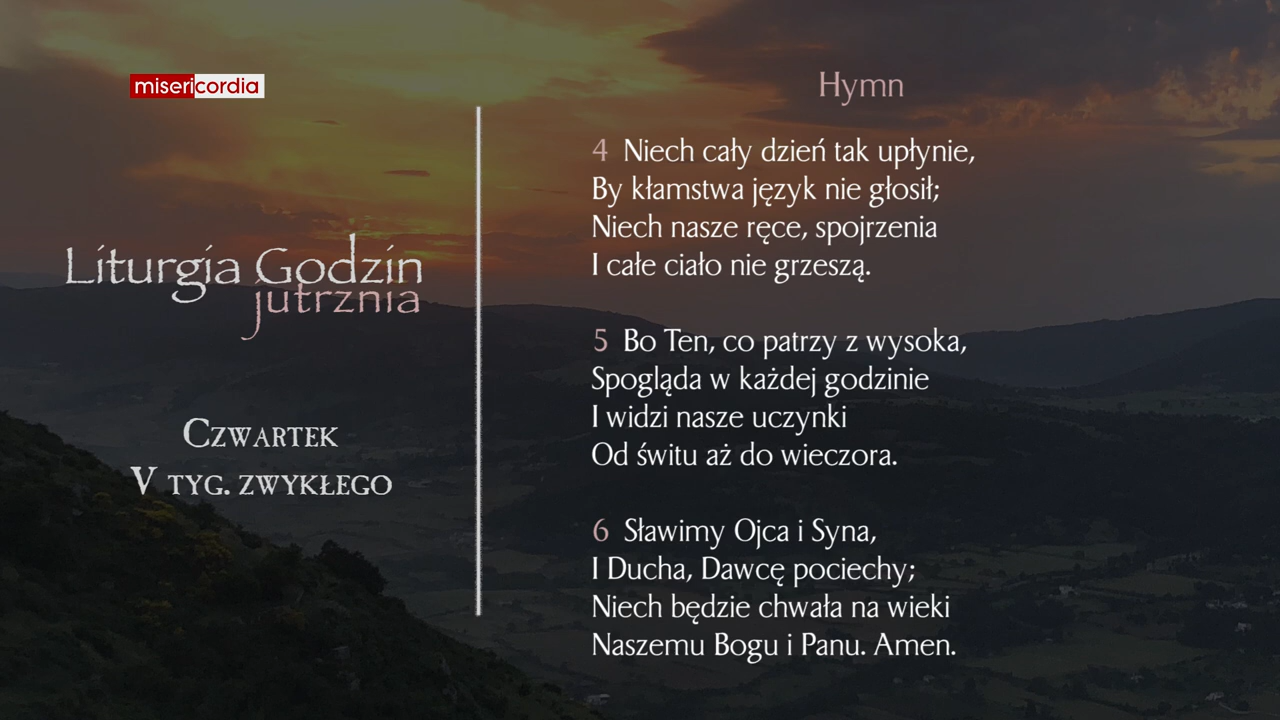 misericordia
Liturgia Godzin
jutrznia
Czwartek
V tyg. zwykłego
Hymn
4 Niech cały dzień tak upłynie,
By kłamstwa język nie głosił;
Niech nasze ręce, spojrzenia
I całe ciało nie grzeszą.
5 Bo Ten, co patrzy z wysoka,
Spogląda w każdej godzinie
I widzi nasze uczynki
Od świtu aż do wieczora.
6 Sławimy Ojca i Syna,
I Ducha, Dawcę pociechy;
Niech będzie chwała na wieki
Naszemu Bogu i Panu. Amen.